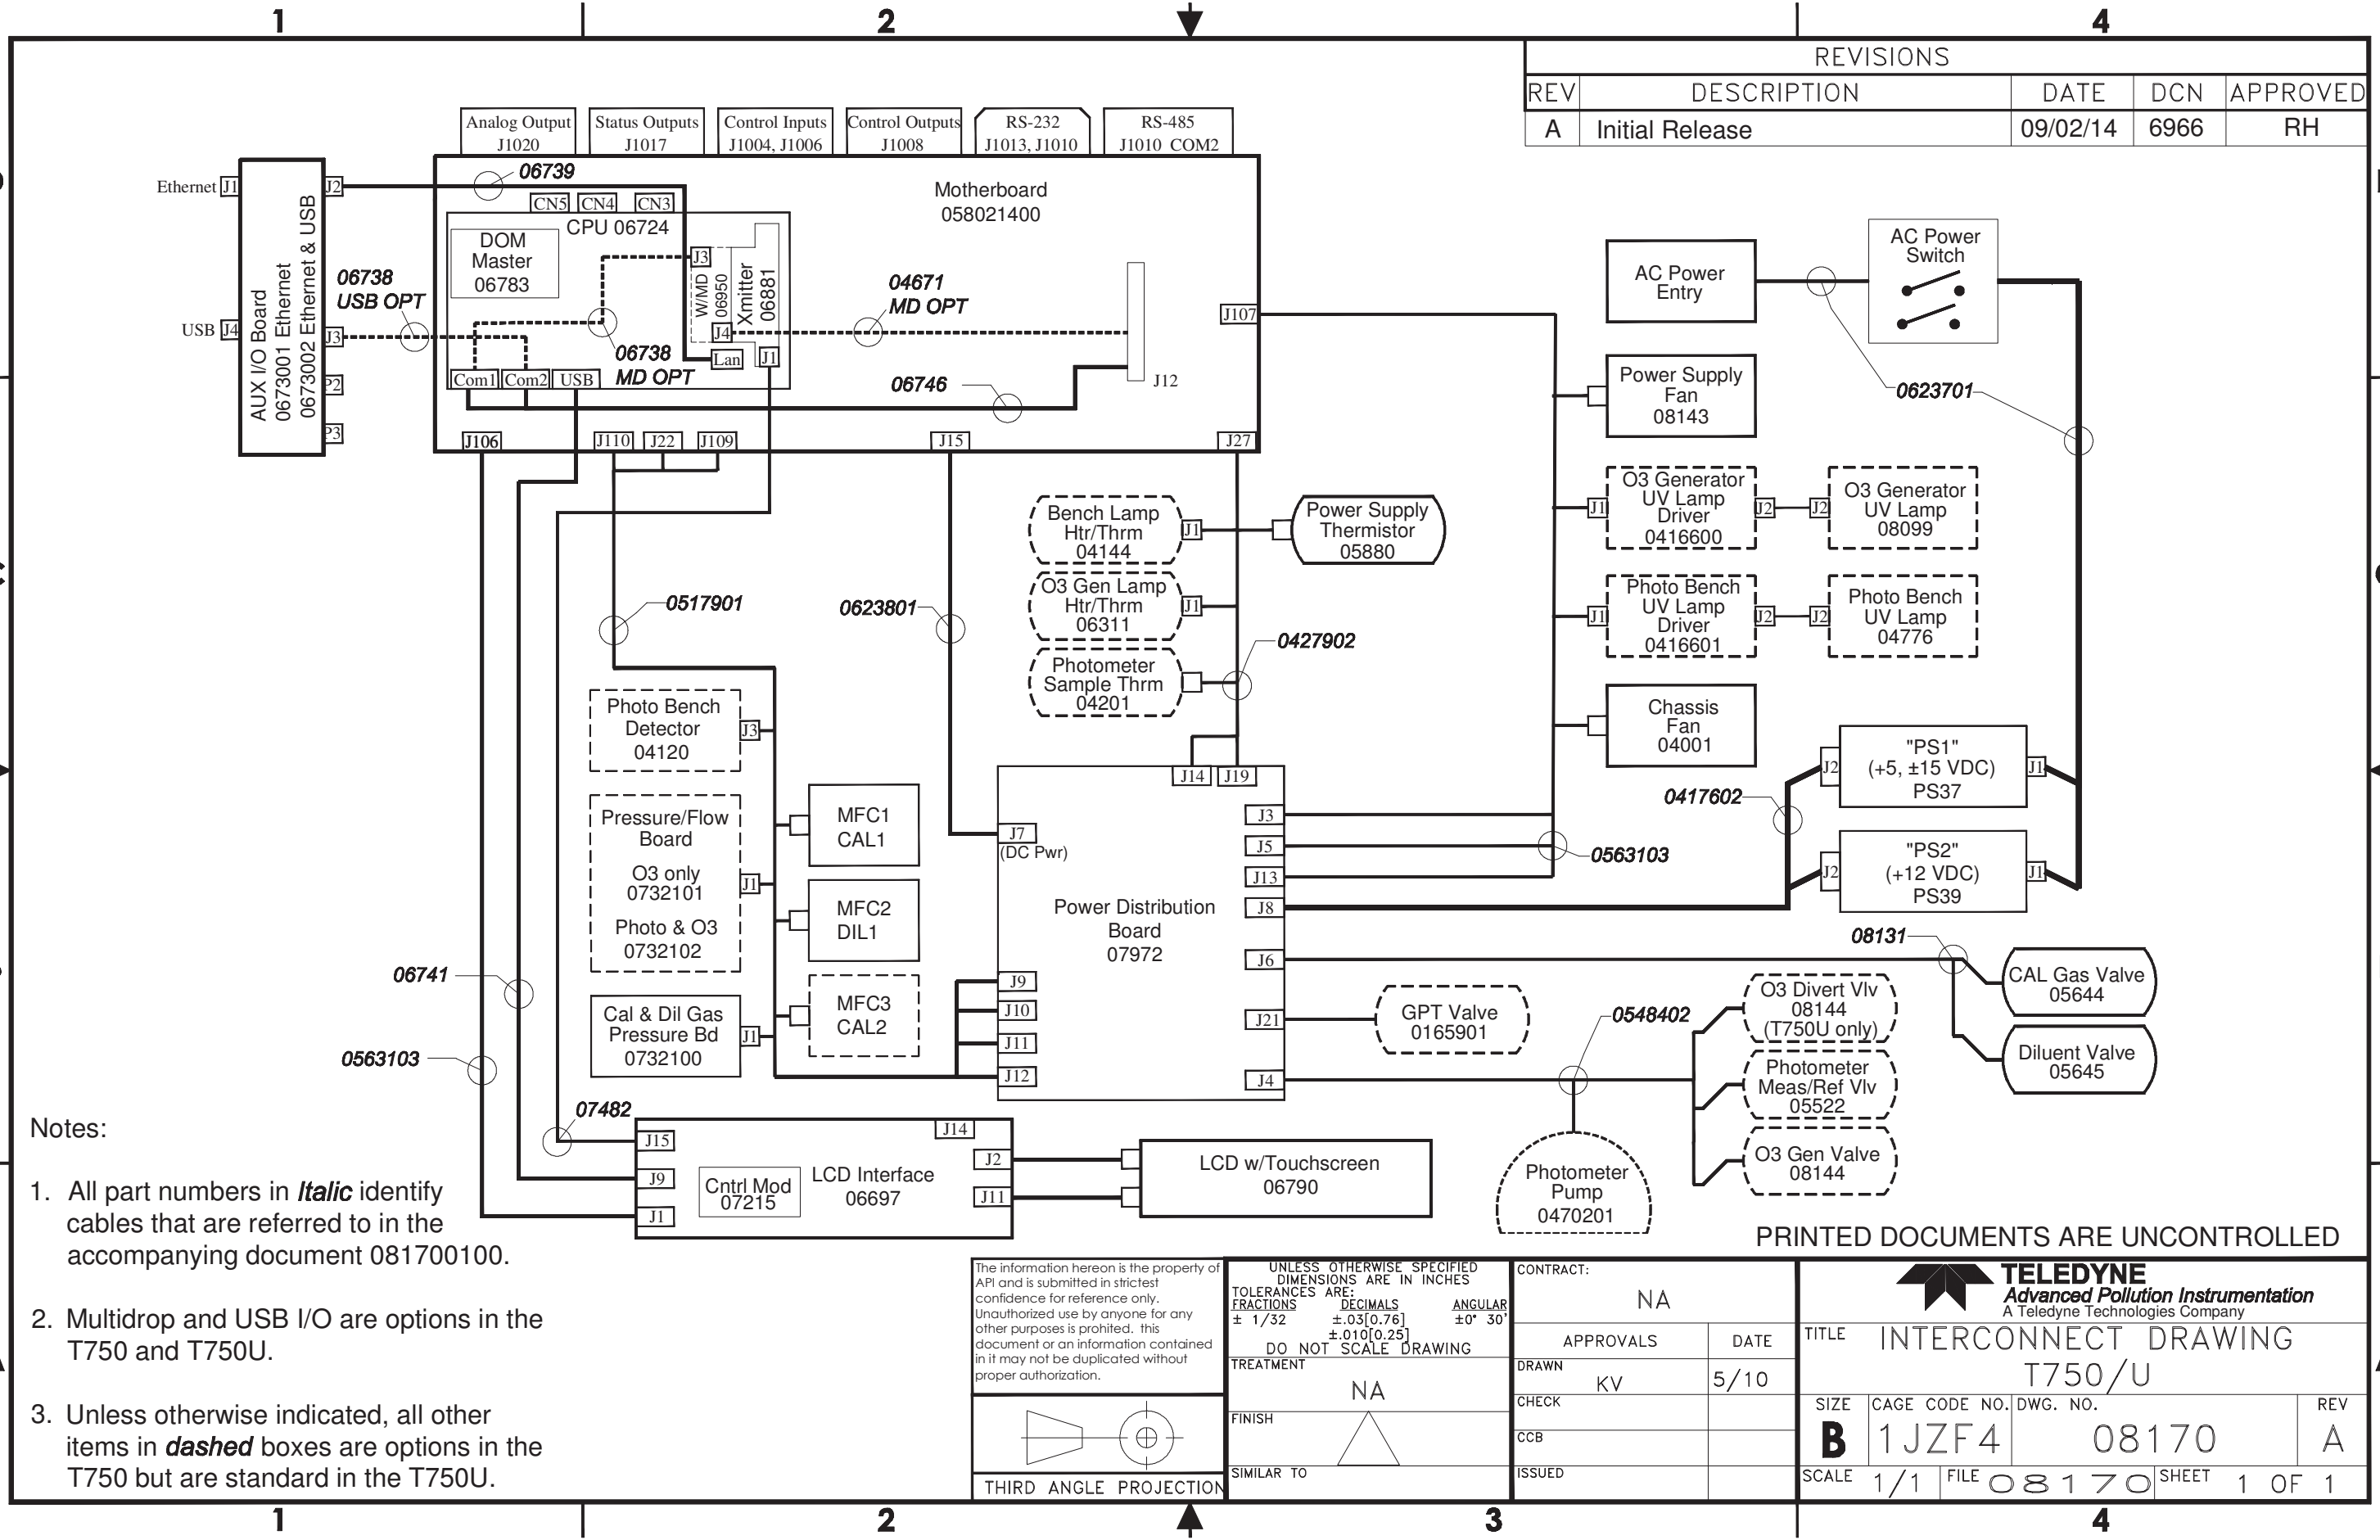 1
2
4
REVISIONS
REV
DESCRIPTION
DATE
DCN
APPROVED
A
Initial Release
09/02/14
6966
RH
Analog Output
J1020
Status Outputs
J1017
Control Inputs
J1004, J1006
Control Outputs
J1008
RS-232
J1013, J1010
RS-485
J1010 COM2
Ethernet
J1
USB
J4
AUX I/O Board
0673001 Ethernet
0673002 Ethernet & USB
J2
J3
P2
P3
06738
USB OPT
06739
CN5
CN4
CN3
CPU 06724
DOM
Master
06783
J3
W/MD
06950
Xmitter
06881
J4
Lan
J1
Com1
Com2
USB
06738
MD OPT
04671
MD OPT
06746
Motherboard
058021400
J12
J107
J106
J110
J22
J109
J15
J27
AC Power
Entry
AC Power
Switch
0623701
Power Supply
Fan
08143
J1
O3 Generator
UV Lamp
Driver
0416600
J2
J2
O3 Generator
UV Lamp
08099
J1
Photo Bench
UV Lamp
Driver
0416601
J2
J2
Photo Bench
UV Lamp
04776
Chassis
Fan
04001
Bench Lamp
Htr/Thrm
04144
J1
Power Supply
Thermistor
05880
O3 Gen Lamp
Htr/Thrm
06311
J1
Photometer
Sample Thrm
04201
0427902
0517901
0623801
Photo Bench
Detector
04120
J3
Pressure/Flow
Board
O3 only
0732101
Photo & O3
0732102
J1
Cal & Dil Gas
Pressure Bd
0732100
J1
MFC1
CAL1
MFC2
DIL1
MFC3
CAL2
J14
J19
J7
(DC Pwr)
Power Distribution
Board
07972
J9
J10
J11
J12
J3
J5
J13
J8
J6
J21
J4
0563103
0417602
J2
"PS1"
(+5, ±15 VDC)
PS37
J1
J2
"PS2"
(+12 VDC)
PS39
J1
08131
CAL Gas Valve
05644
Diluent Valve
05645
GPT Valve
0165901
0548402
O3 Divert Vlv
08144
(T750U only)
Photometer
Meas/Ref Vlv
05522
O3 Gen Valve
08144
Photometer
Pump
0470201
06741
0563103
07482
J15
J9
J1
J14
J2
J11
Cntrl Mod
07215
LCD Interface
06697
LCD w/Touchscreen
06790
Notes:
1. All part numbers in Italic identify
cables that are referred to in the
accompanying document 081700100.
2. Multidrop and USB I/O are options in the
T750 and T750U.
3. Unless otherwise indicated, all other
items in dashed boxes are options in the
T750 but are standard in the T750U.
PRINTED DOCUMENTS ARE UNCONTROLLED
The information hereon is the property of
API and is submitted in strictest
confidence for reference only.
Unauthorized use by anyone for any
other purposes is prohited. this
document or an information contained
in it may not be duplicated without
proper authorization.
THIRD ANGLE PROJECTION
UNLESS OTHERWISE SPECIFIED
DIMENSIONS ARE IN INCHES
TOLERANCES ARE:
FRACTIONS DECIMALS ANGULAR
± 1/32 ±.03[0.76] ±0° 30'
±.010[0.25]
DO NOT SCALE DRAWING
TREATMENT
NA
FINISH
SIMILAR TO
CONTRACT:
NA
APPROVALS
DATE
DRAWN
KV
5/10
CHECK
CCB
ISSUED
TELEDYNE
Advanced Pollution Instrumentation
A Teledyne Technologies Company
TITLE
INTERCONNECT DRAWING
T750/U
SIZE
B
CAGE CODE NO.
1JZF4
DWG. NO.
08170
REV
A
SCALE
1/1
FILE
08170
SHEET
1 OF 1
1
2
3
4